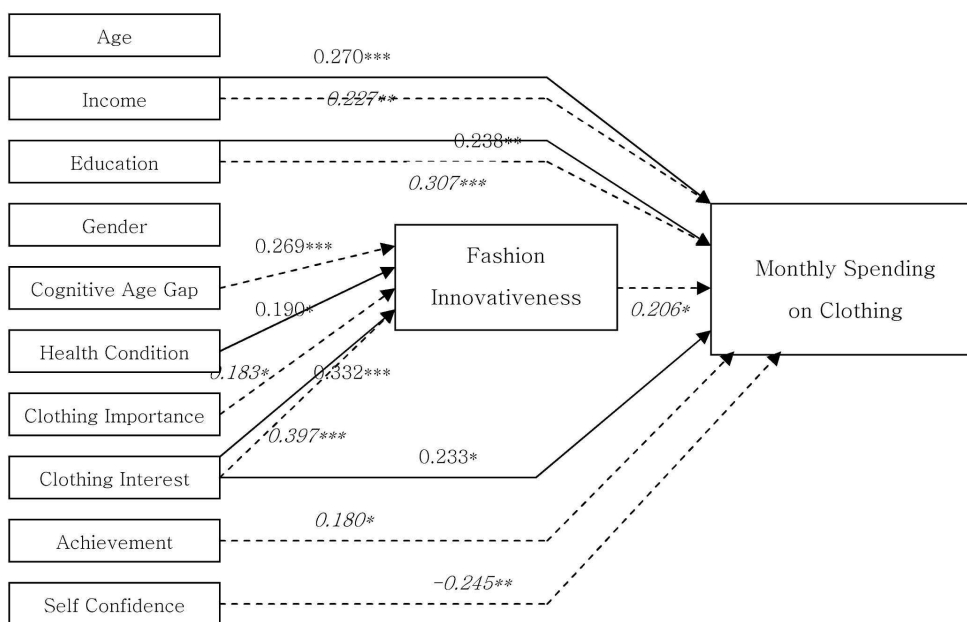 Age
0.270***
Income
0.227**
0.238**
Education
0.307***
Gender
0.269***
Fashion
Innovativeness
Monthly Spending
on Clothing
Cognitive Age Gap
0.190*
0.206*
Health Condition
0.183*
0.332***
Clothing Importance
0.397***
0.233*
Clothing Interest
0.180*
Achievement
-0.245**
Self Confidence